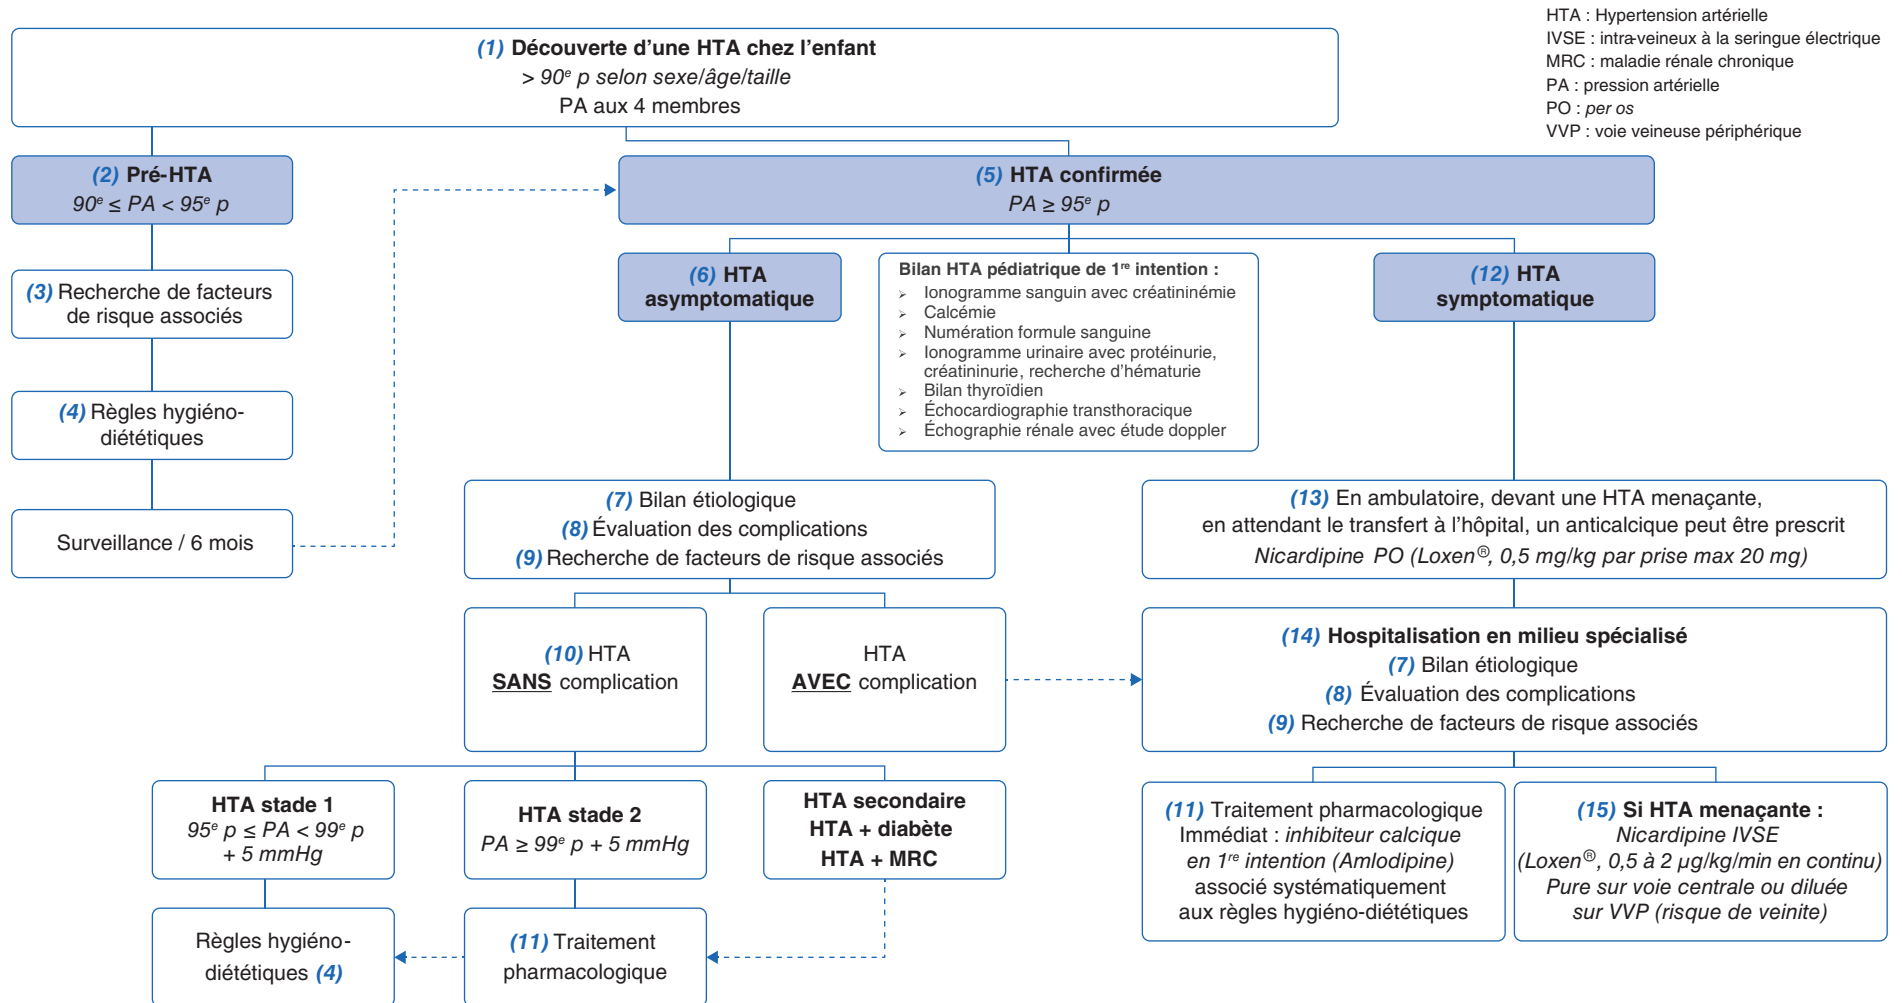 HTA : Hypertension artérielle
IVSE : intra-veineux à la seringue électrique
MRC : maladie rénale chronique
PA : pression artérielle
PO : per os
VVP : voie veineuse périphérique
(1) Découverte d'une HTA chez l'enfant
> 90e p selon sexe/âge/taille
PA aux 4 membres
(2) Pré-HTA
90e ≤ PA < 95e p
(3) Recherche de facteurs
de risque associés
(4) Règles hygiéno-
diététiques
Surveillance / 6 mois
(5) HTA confirmée
PA ≥ 95e p
(6) HTA
asymptomatique
Bilan HTA pédiatrique de 1re intention :
➢ Ionogramme sanguin avec créatininémie
➢ Calcémie
➢ Numération formule sanguine
➢ Ionogramme urinaire avec protéinurie,
créatininurie, recherche d'hématurie
➢ Bilan thyroïdien
➢ Échocardiographie transthoracique
➢ Échographie rénale avec étude doppler
(12) HTA
symptomatique
(7) Bilan étiologique
(8) Évaluation des complications
(9) Recherche de facteurs de risque associés
(13) En ambulatoire, devant une HTA menaçante,
en attendant le transfert à l'hôpital, un anticalcique peut être prescrit
Nicardipine PO (Loxen®, 0,5 mg/kg par prise max 20 mg)
(10) HTA
SANS complication
HTA
AVEC complication
(14) Hospitalisation en milieu spécialisé
(7) Bilan étiologique
(8) Évaluation des complications
(9) Recherche de facteurs de risque associés
HTA stade 1
95e p ≤ PA < 99e p
+ 5 mmHg
HTA stade 2
PA ≥ 99e p + 5 mmHg
HTA secondaire
HTA + diabète
HTA + MRC
(11) Traitement pharmacologique
Immédiat : inhibiteur calcique
en 1re intention (Amlodipine)
associé systématiquement
aux règles hygiéno-diététiques
(15) Si HTA menaçante :
Nicardipine IVSE
(Loxen®, 0,5 à 2 µg/kg/min en continu)
Pure sur voie centrale ou diluée
sur VVP (risque de veinite)
Règles hygiéno-
diététiques (4)
(11) Traitement
pharmacologique